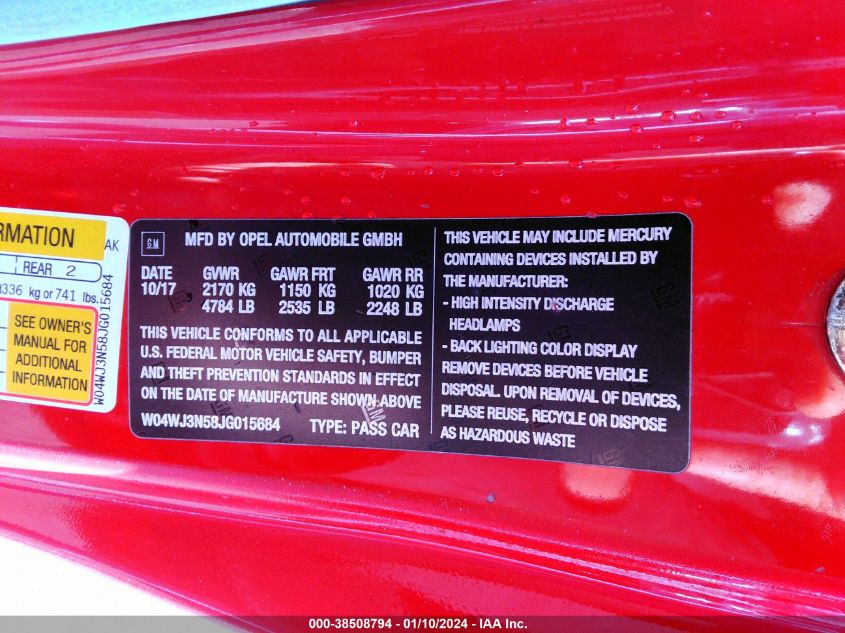 RMATION
AK
REAR 2
336 kg or 741 lbs.
SEE OWNER'S
MANUAL FOR
ADDITIONAL
INFORMATION
W04WJ3N58JG015684
GM
MFD BY OPEL AUTOMOBILE GMBH
DATE GVWR GAWR FRT GAWR RR
10/17 2170 KG 1150 KG 1020 KG
4784 LB 2535 LB 2248 LB
THIS VEHICLE CONFORMS TO ALL APPLICABLE
U.S. FEDERAL MOTOR VEHICLE SAFETY, BUMPER
AND THEFT PREVENTION STANDARDS IN EFFECT
ON THE DATE OF MANUFACTURE SHOWN ABOVE
W04WJ3N58JG015684 TYPE: PASS CAR
THIS VEHICLE MAY INCLUDE MERCURY
CONTAINING DEVICES INSTALLED BY
THE MANUFACTURER:
- HIGH INTENSITY DISCHARGE
HEADLAMPS
- BACK LIGHTING COLOR DISPLAY
REMOVE DEVICES BEFORE VEHICLE
DISPOSAL. UPON REMOVAL OF DEVICES,
PLEASE REUSE, RECYCLE OR DISPOSE
AS HAZARDOUS WASTE
000-38508794 - 01/10/2024 - IAA Inc.